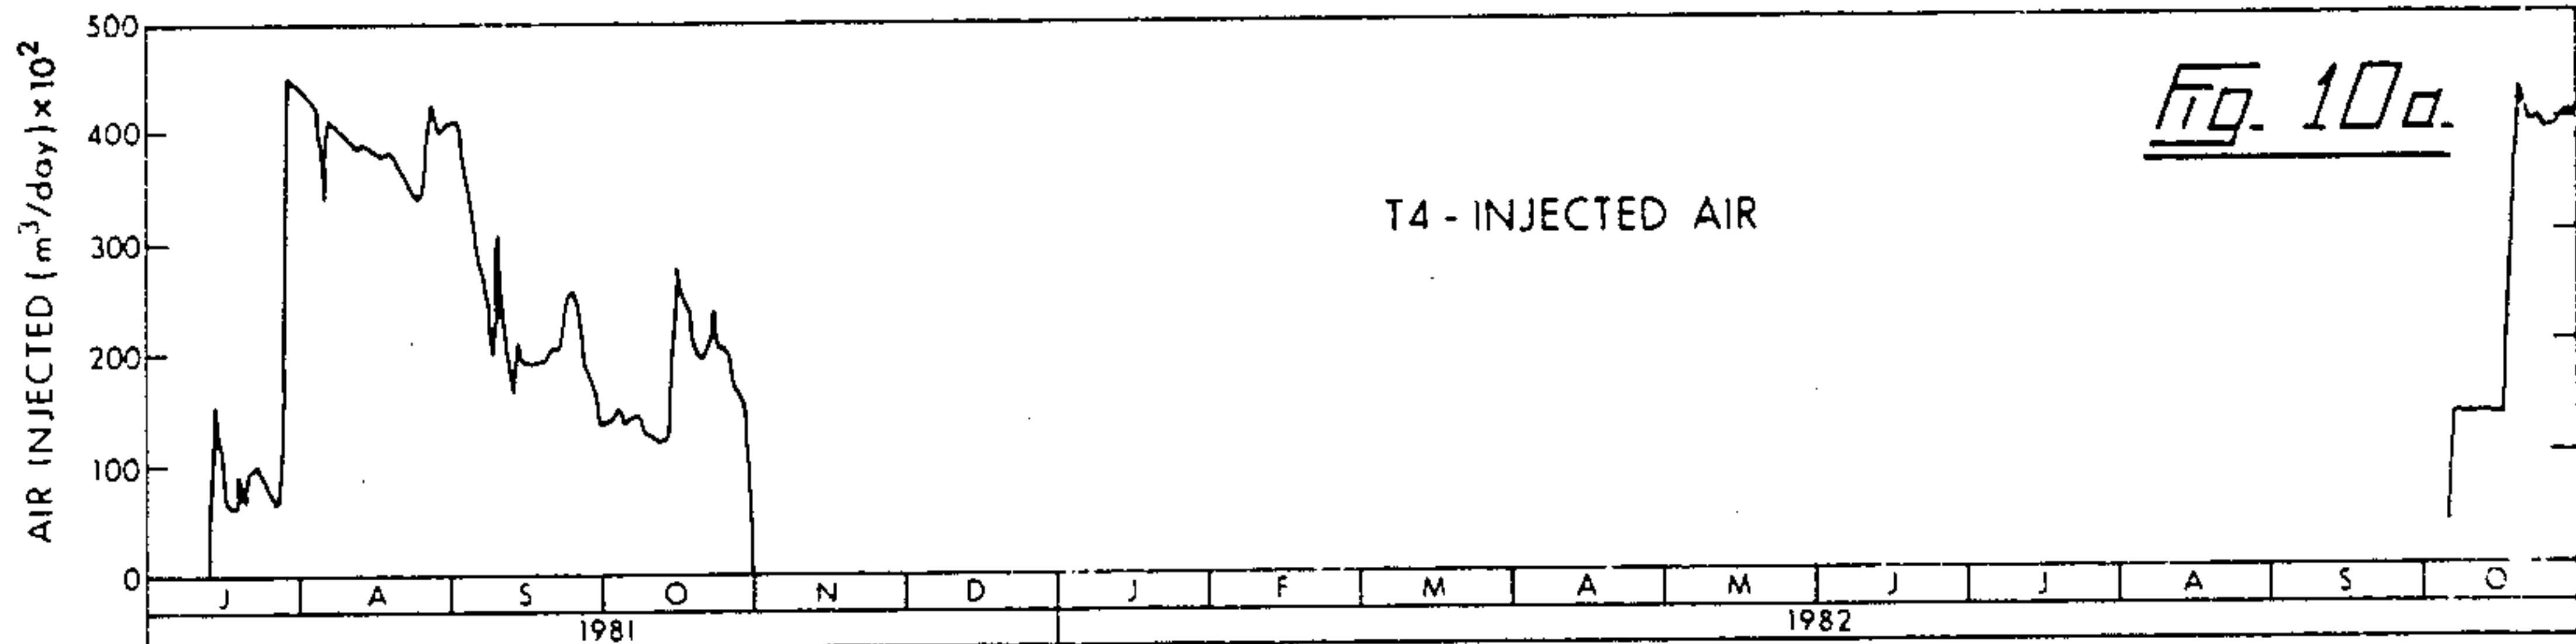 AIR INJECTED (m³/day) × 10²
500
400
300
200
100
0
Fig. 10a.
T4 - INJECTED AIR
J A S O N D J F M A M J J A S O
1981 1982